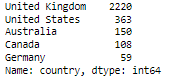 United Kingdom    2220
United States      363
Australia          150
Canada             108
Germany             59
Name: country, dtype: int64